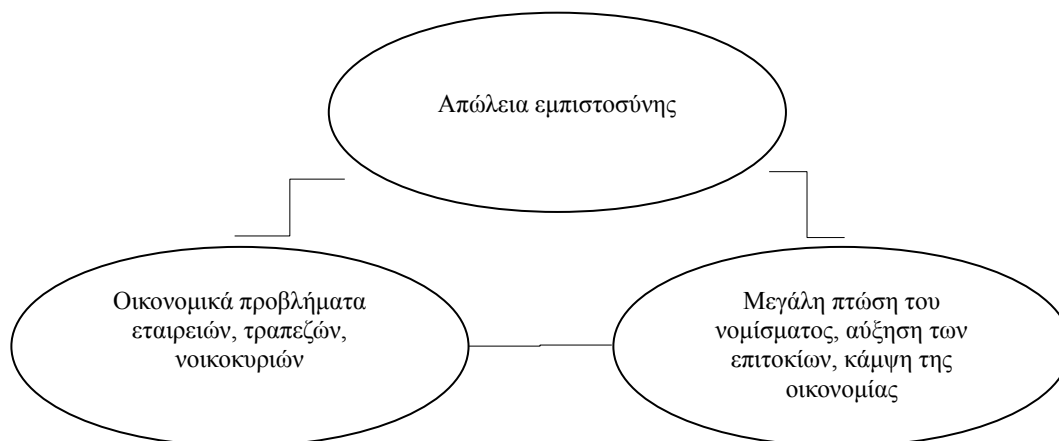 Απώλεια εμπιστοσύνης
Οικονομικά προβλήματα
εταιρειών, τραπεζών,
νοικοκυριών
Μεγάλη πτώση του
νομίσματος, αύξηση των
επιτοκίων, κάμψη της
οικονομίας